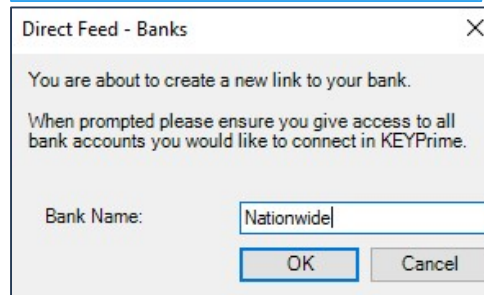 Direct Feed - Banks
You are about to create a new link to your bank.
When prompted please ensure you give access to all
bank accounts you would like to connect in KEYPrime.
Bank Name: Nationwide
OK Cancel